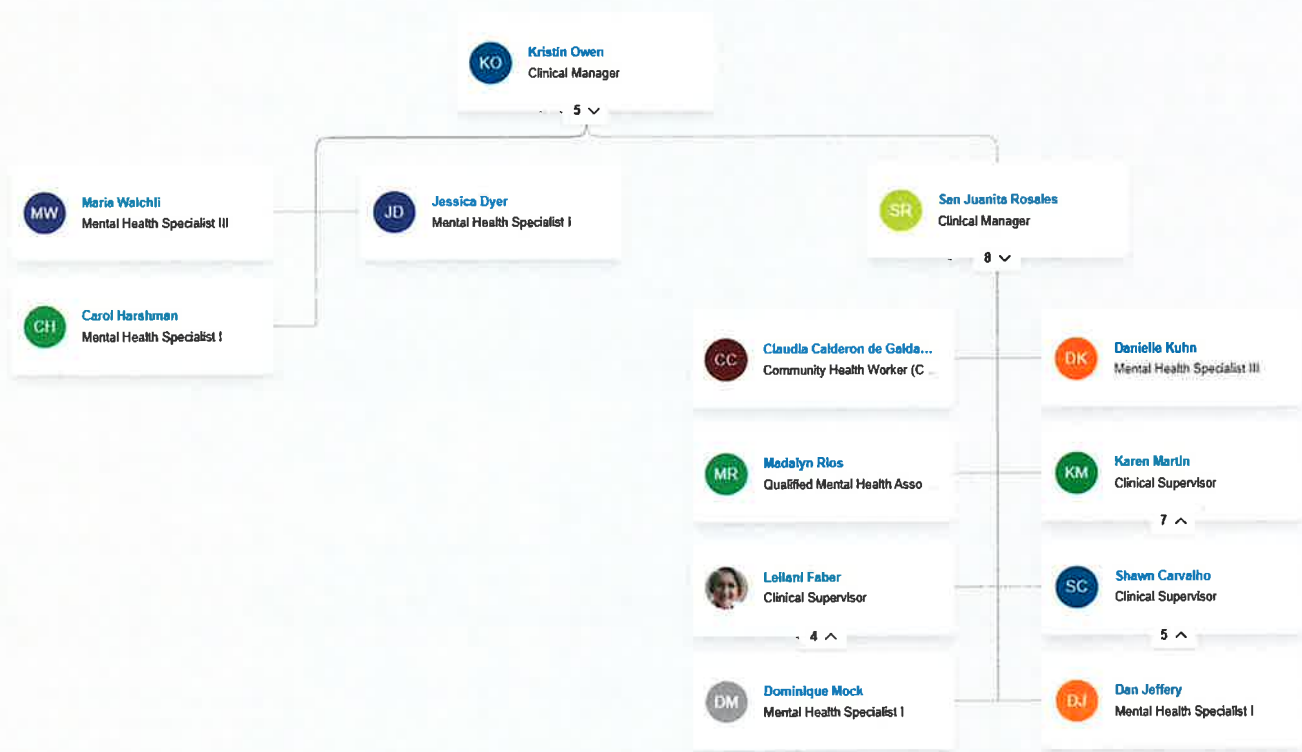 KO
Kristin Owen
Clinical Manager
5
MW
Maria Walchli
Mental Health Specialist III
JD
Jessica Dyer
Mental Health Specialist I
SR
San Juanita Rosales
Clinical Manager
8
CH
Carol Harshman
Mental Health Specialist I
CC
Claudia Calderon de Galda...
Community Health Worker (C
DK
Danielle Kuhn
Mental Health Specialist III
MR
Madalyn Rios
Qualified Mental Health Asso
KM
Karen Martin
Clinical Supervisor
7
Leilani Faber
Clinical Supervisor
4
SC
Shawn Carvalho
Clinical Supervisor
5
DM
Dominique Mock
Mental Health Specialist I
DJ
Dan Jeffery
Mental Health Specialist I